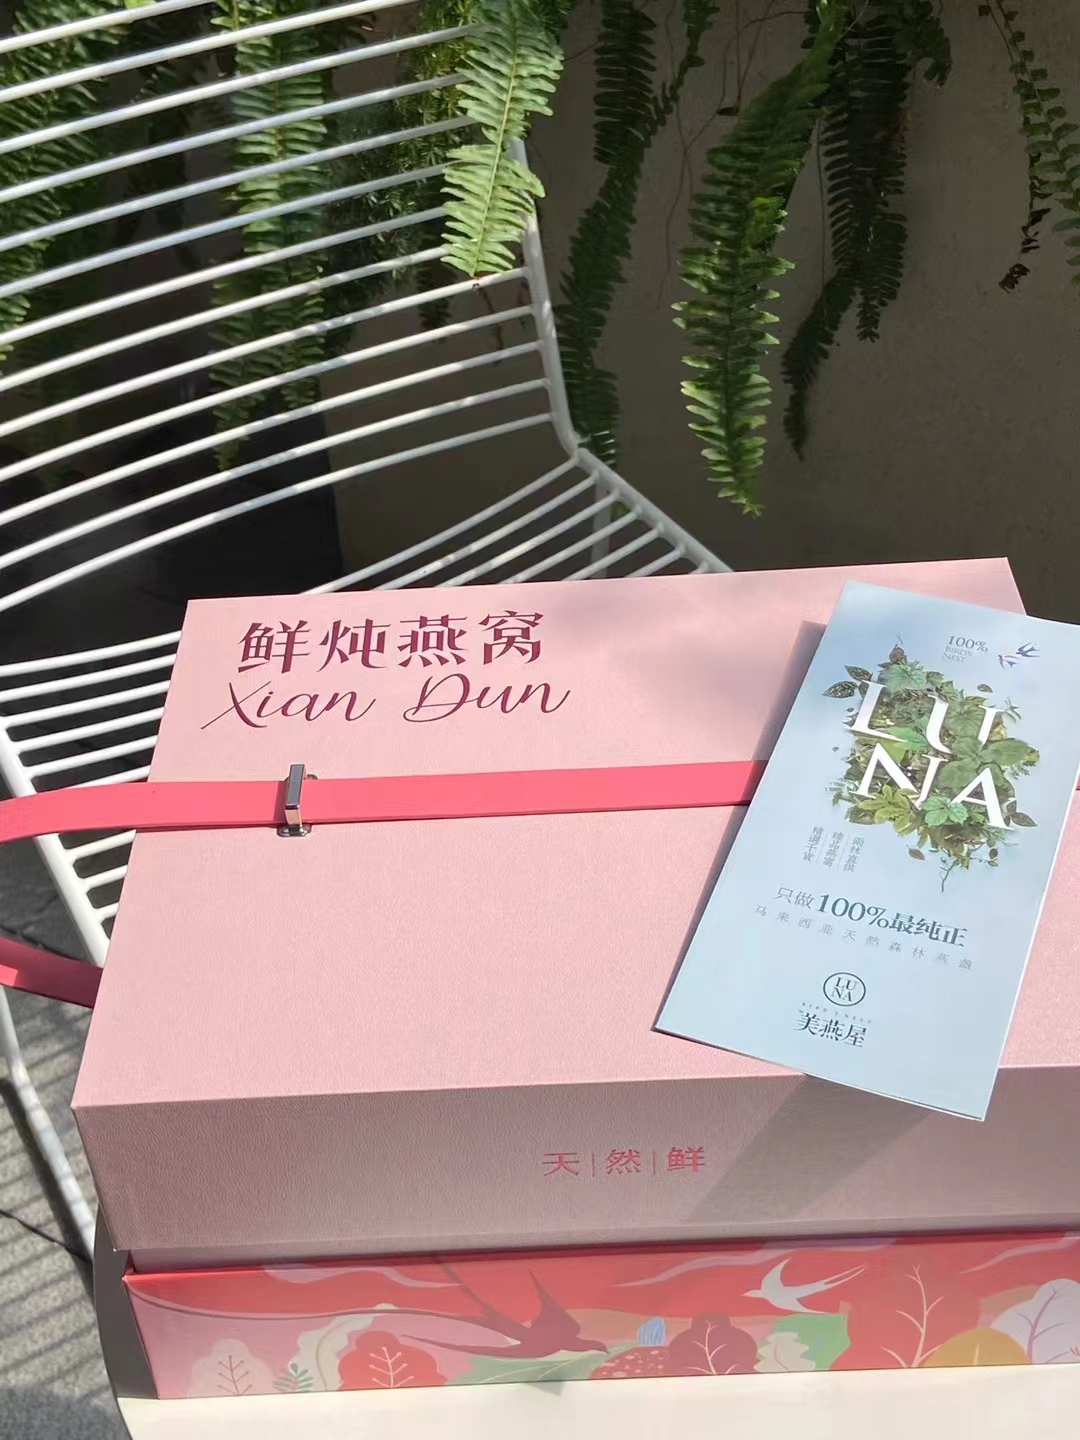 鲜炖燕窝
Xian Dun
100%
BIRD'S
NEST
LU
NA
雨林直供
臻品燕窝
精选干货
只做100%最纯正
马来西亚天然森林燕盏
LU
NA
BIRD'S NEST
美燕屋
天|然|鲜